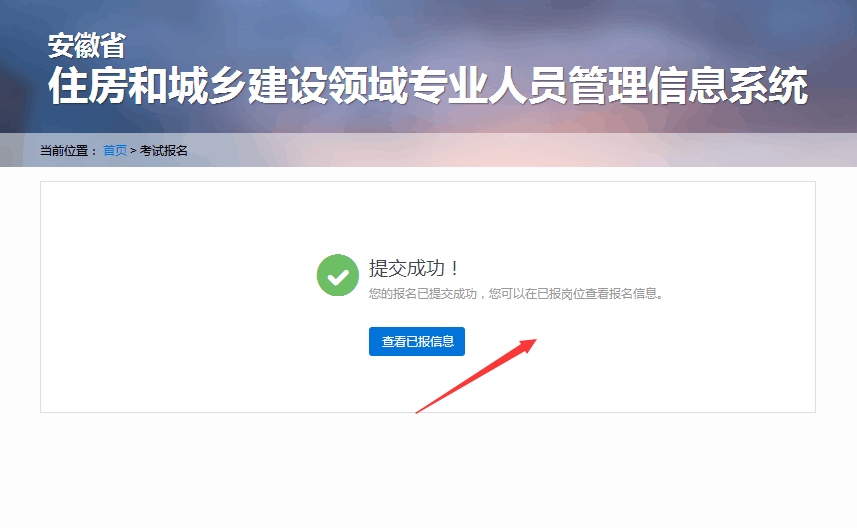 安徽省
住房和城乡建设领域专业人员管理信息系统
当前位置： 首页 > 考试报名
提交成功！
您的报名已提交成功，您可以在已报岗位查看报名信息。
查看已报信息